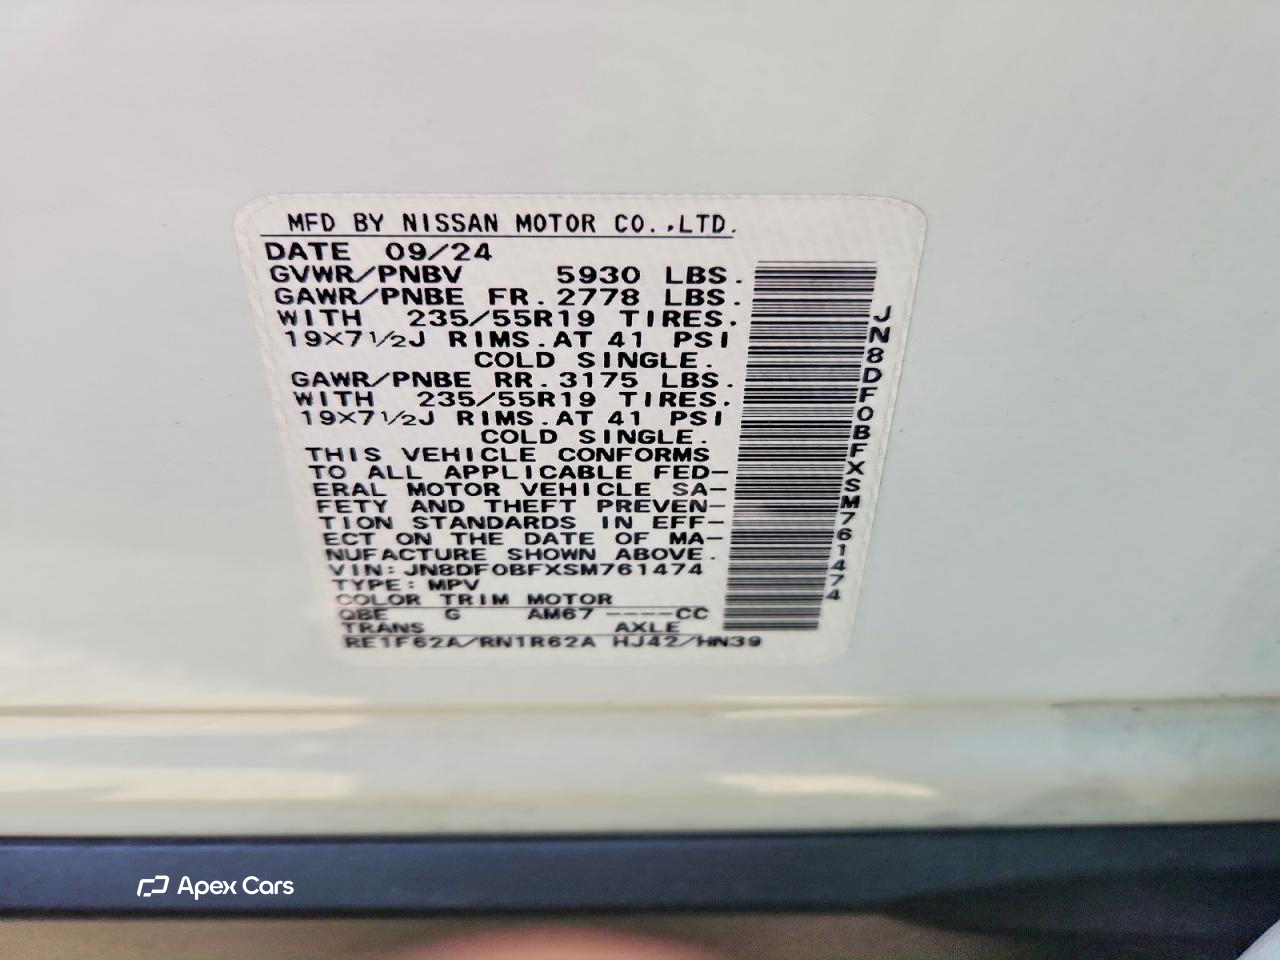 MFD BY NISSAN MOTOR CO.,LTD.
DATE 09/24
GVWR/PNBV 5930 LBS.
GAWR/PNBE FR. 2778 LBS.
WITH 235/55R19 TIRES.
19X7½J RIMS. AT 41 PSI
COLD SINGLE.
GAWR/PNBE RR. 3175 LBS.
WITH 235/55R19 TIRES.
19X7½J RIMS. AT 41 PSI
COLD SINGLE.
THIS VEHICLE CONFORMS
TO ALL APPLICABLE FED-
ERAL MOTOR VEHICLE SA-
FETY AND THEFT PREVEN-
TION STANDARDS IN EFF-
ECT ON THE DATE OF MA-
NUFACTURE SHOWN ABOVE.
VIN: JN8DF0BFXSM761474
TYPE: MPV
COLOR TRIM MOTOR
QBE G AM67 ----CC
TRANS AXLE
RE1F62A/RN1R62A HJ42/HN39
JN8DF0BFXSM761474
Apex Cars